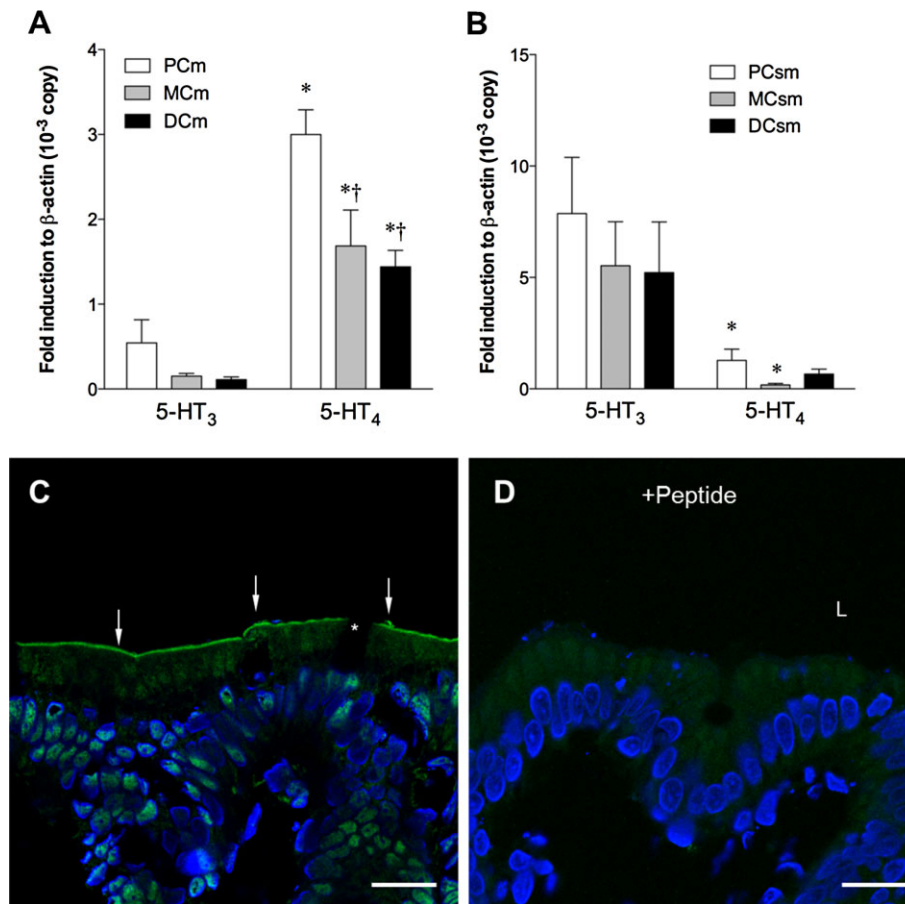 A
Fold induction to β-actin (10⁻³ copy)
4
3
2
1
0
PCm
MCm
DCm
*
*†
*†
5-HT₃
5-HT₄
B
Fold induction to β-actin (10⁻³ copy)
15
10
5
0
PCsm
MCsm
DCsm
*
*
5-HT₃
5-HT₄
C
*
D
+Peptide
L